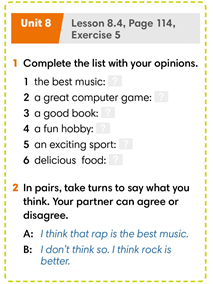 Unit 8
Lesson 8.4, Page 114,
Exercise 5
1 Complete the list with your opinions.
1 the best music: ?
2 a great computer game: ?
3 a good book: ?
4 a fun hobby: ?
5 an exciting sport: ?
6 delicious food: ?
2 In pairs, take turns to say what you
think. Your partner can agree or
disagree.
A: I think that rap is the best music.
B: I don't think so. I think rock is
better.